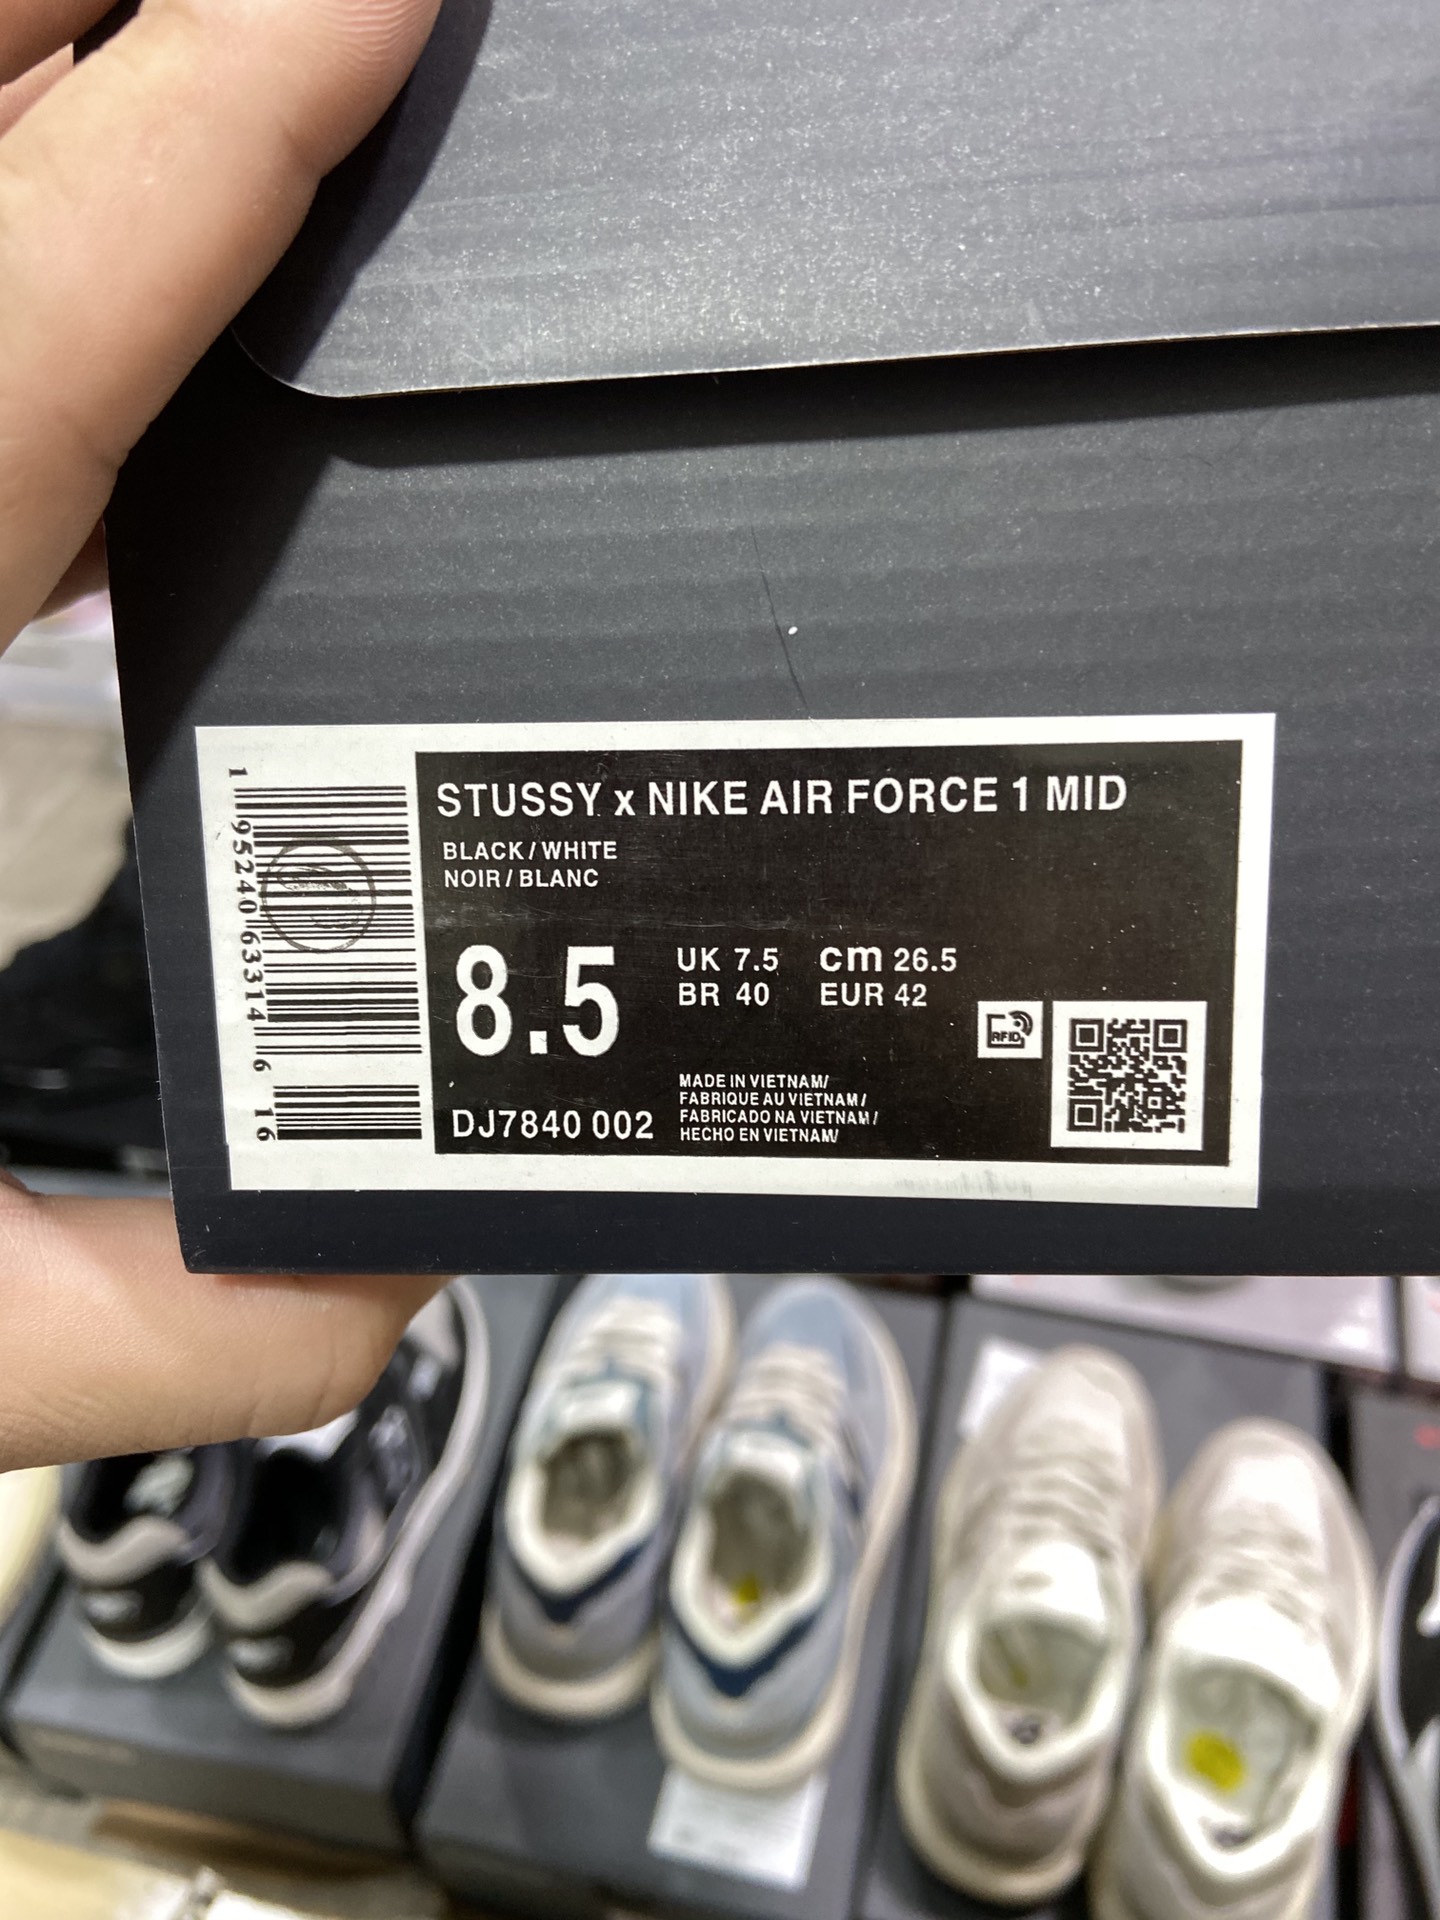 STUSSY x NIKE AIR FORCE 1 MID
BLACK / WHITE
NOIR / BLANC
8.5
UK 7.5 cm 26.5
BR 40 EUR 42
RFID
MADE IN VIETNAM/
FABRIQUE AU VIETNAM/
FABRICADO NA VIETNAM/
HECHO EN VIETNAM/
DJ7840 002
1 95240 63314 6 16